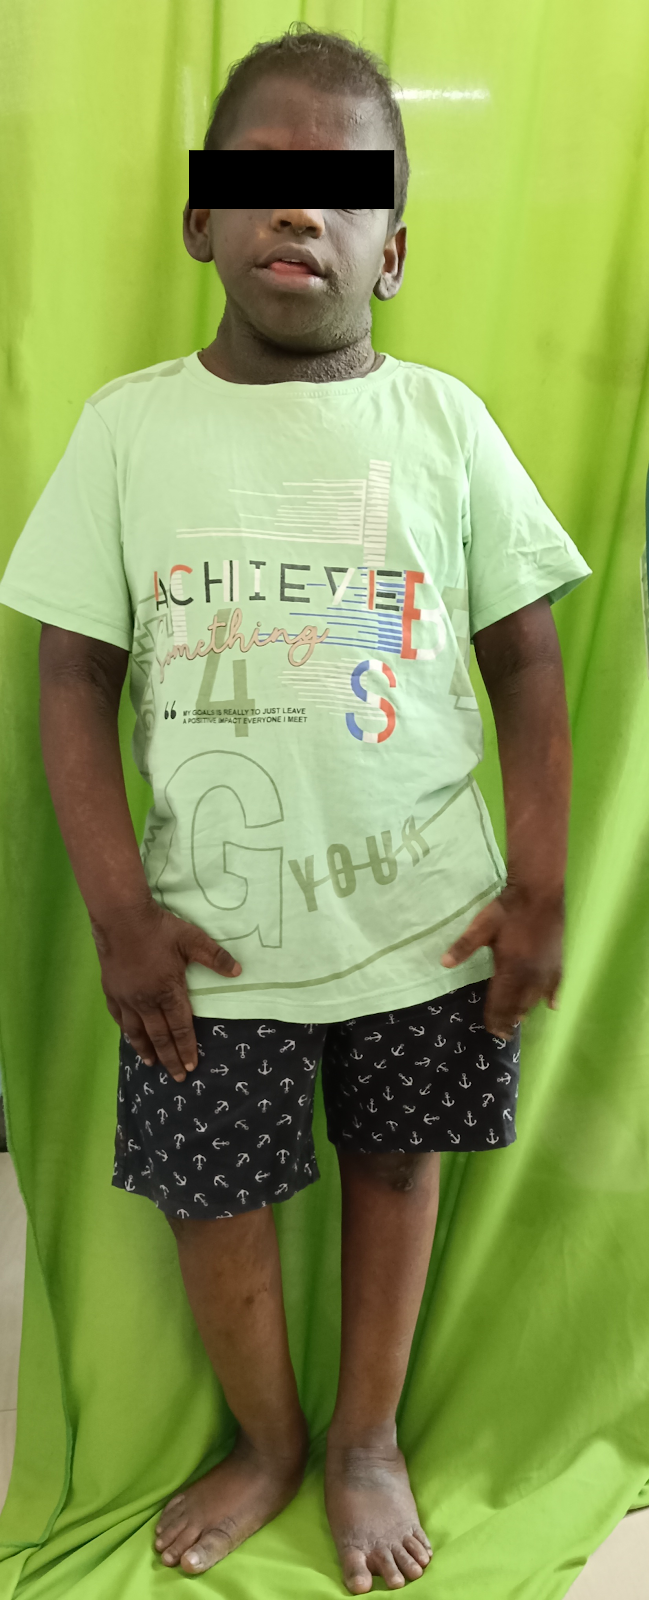 ACHIEVE
Something
4 S
“ MY GOALS IS REALLY TO JUST LEAVE
A POSITIVE IMPACT EVERYONE I MEET
G YOUR